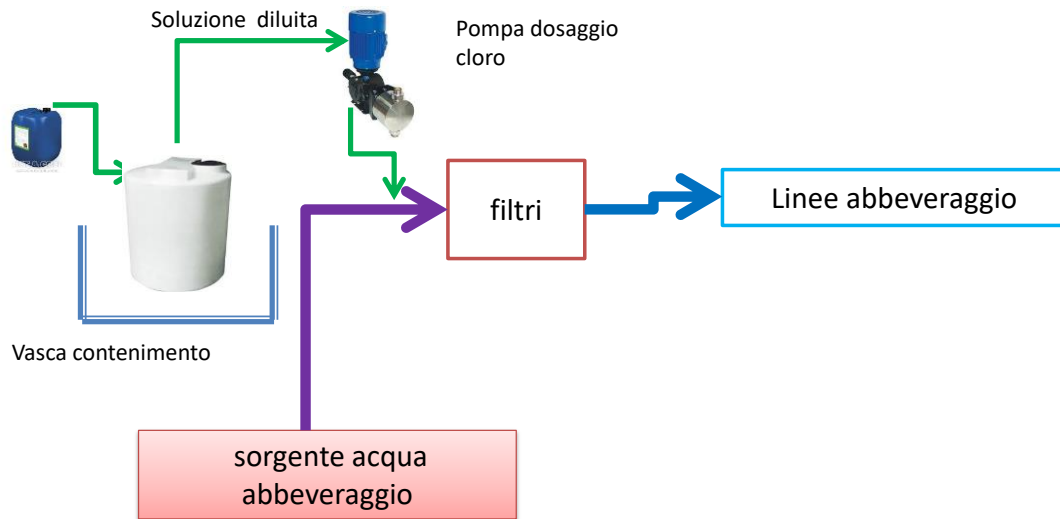 Soluzione diluita
Pompa dosaggio
cloro
filtri
Linee abbeveraggio
Vasca contenimento
sorgente acqua
abbeveraggio